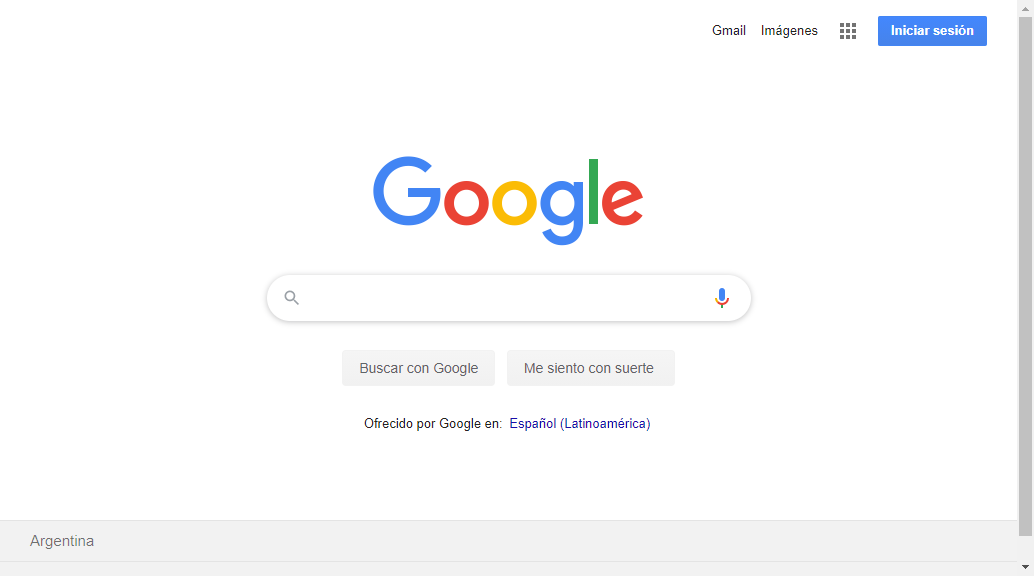 Gmail Imágenes Iniciar sesión
Google
Buscar con Google Me siento con suerte
Ofrecido por Google en: Español (Latinoamérica)
Argentina